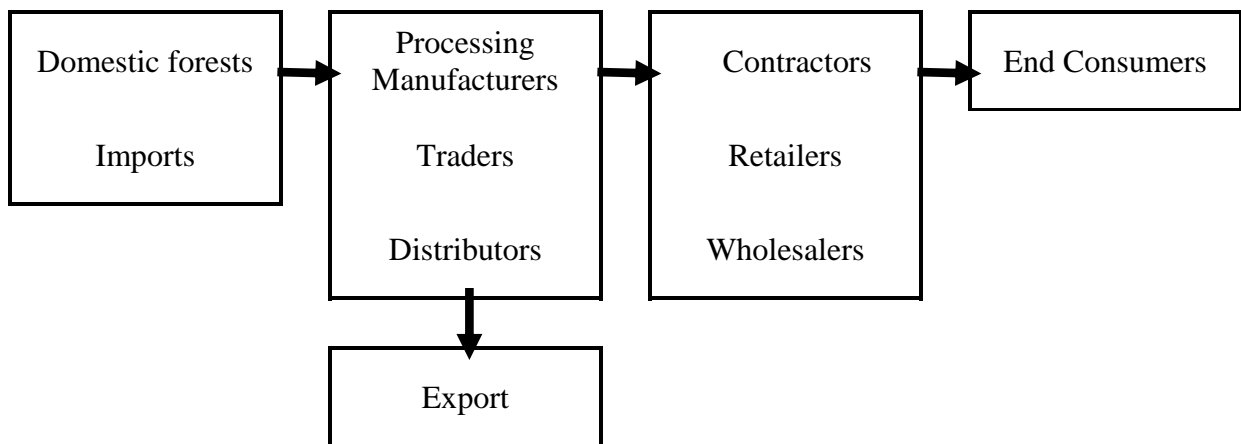 Domestic forests
Imports
Processing
Manufacturers
Traders
Distributors
Contractors
Retailers
Wholesalers
End Consumers
Export